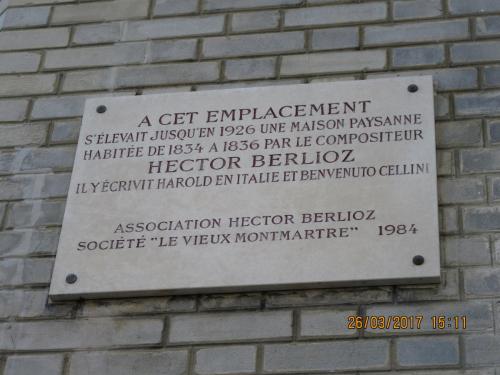 A CET EMPLACEMENT
S'ÉLEVAIT JUSQU'EN 1926 UNE MAISON PAYSANNE
HABITÉE DE 1834 A 1836 PAR LE COMPOSITEUR
HECTOR BERLIOZ
IL Y ÉCRIVIT HAROLD EN ITALIE ET BENVENUTO CELLINI
ASSOCIATION HECTOR BERLIOZ
SOCIÉTÉ "LE VIEUX MONTMARTRE" 1984
26/03/2017 15:11